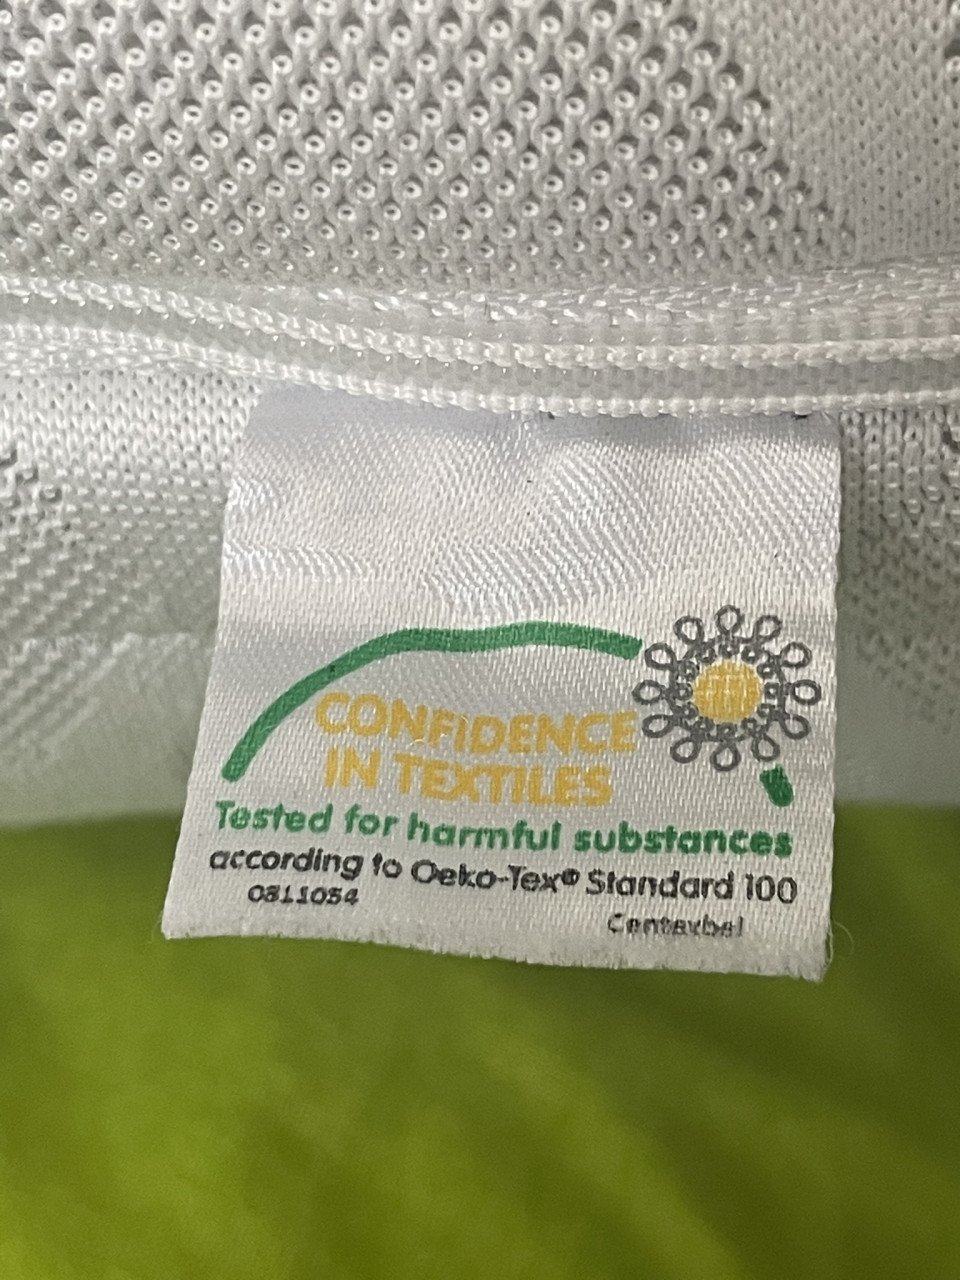 CONFIDENCE
IN TEXTILES
Tested for harmful substances
according to Oeko-Tex® Standard 100
0811054
Centexbel